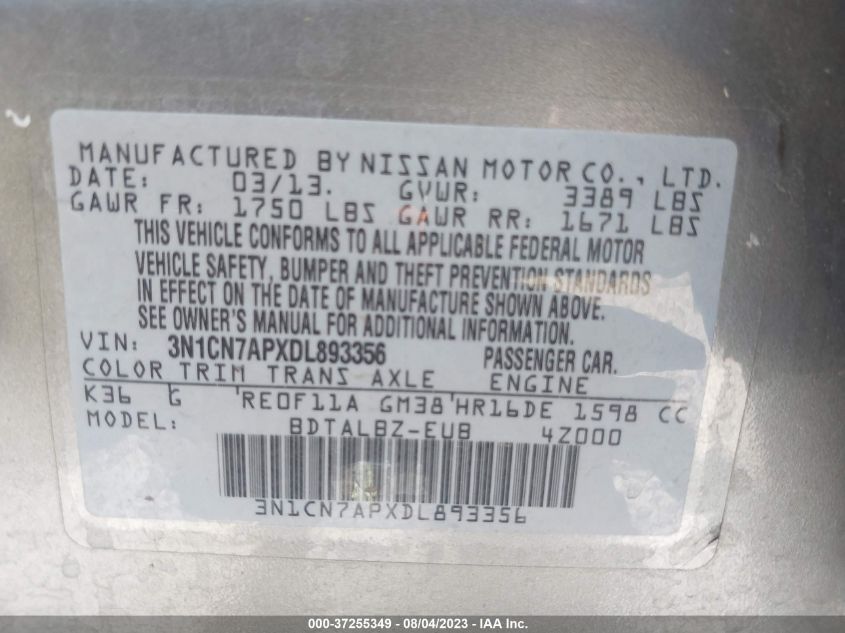 MANUFACTURED BY NISSAN MOTOR CO., LTD.
DATE: 03/13. GVWR: 3389 LBS
GAWR FR: 1750 LBS GAWR RR: 1671 LBS
THIS VEHICLE CONFORMS TO ALL APPLICABLE FEDERAL MOTOR
VEHICLE SAFETY, BUMPER AND THEFT PREVENTION STANDARDS
IN EFFECT ON THE DATE OF MANUFACTURE SHOWN ABOVE.
SEE OWNER'S MANUAL FOR ADDITIONAL INFORMATION.
VIN: 3N1CN7APXDL893356 PASSENGER CAR.
COLOR TRIM TRANS AXLE ENGINE
K36 G RE0F11A GM38 HR16DE 1598 CC
MODEL: BDTALBZ-EUB 4Z000
3N1CN7APXDL893356
000-37255349 - 08/04/2023 - IAA Inc.